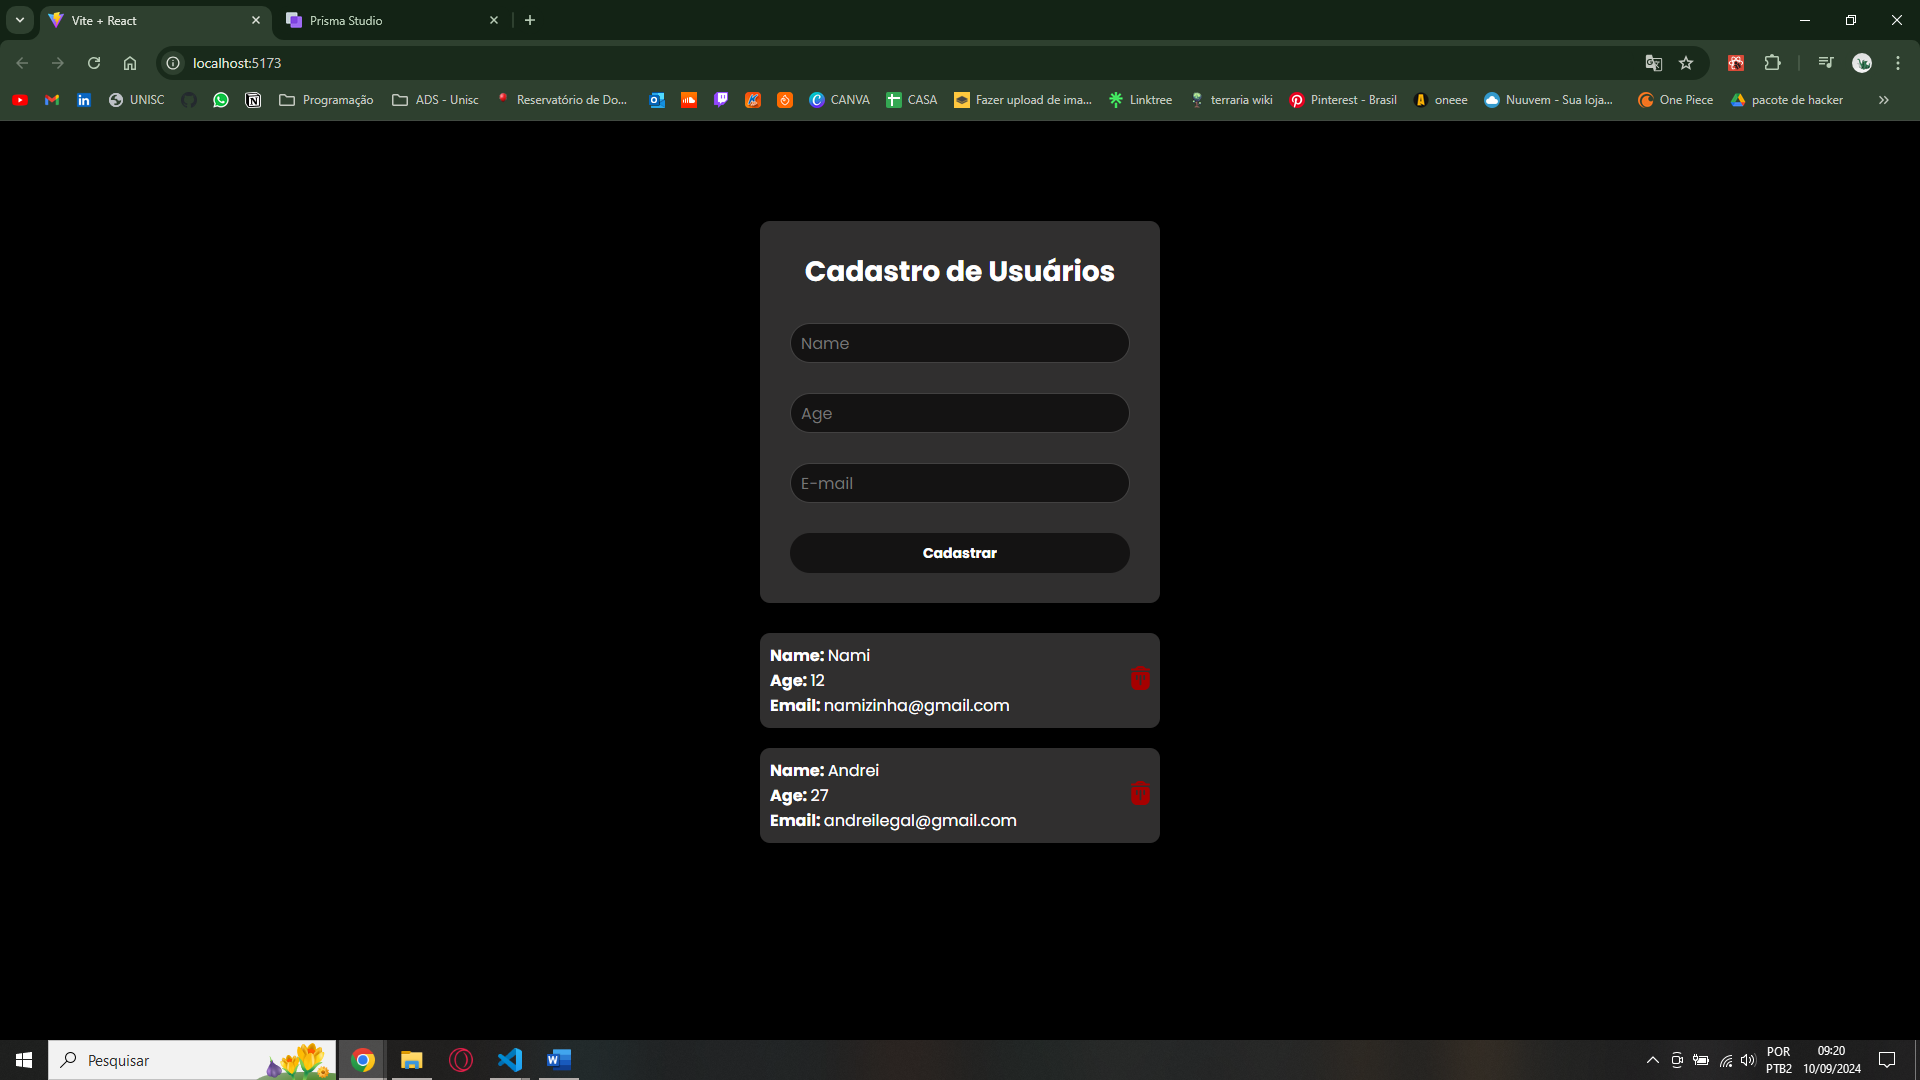 Vite + React
Prisma Studio
localhost:5173
UNISC
Programação
ADS - Unisc
Reservatório de Do...
CANVA
CASA
Fazer upload de ima...
Linktree
terraria wiki
Pinterest - Brasil
oneee
Nuuvem - Sua loja...
One Piece
pacote de hacker
Cadastro de Usuários
Name
Age
E-mail
Cadastrar
Name: Nami
Age: 12
Email: namizinha@gmail.com
Name: Andrei
Age: 27
Email: andreilegal@gmail.com
Pesquisar
POR
PTB2
09:20
10/09/2024